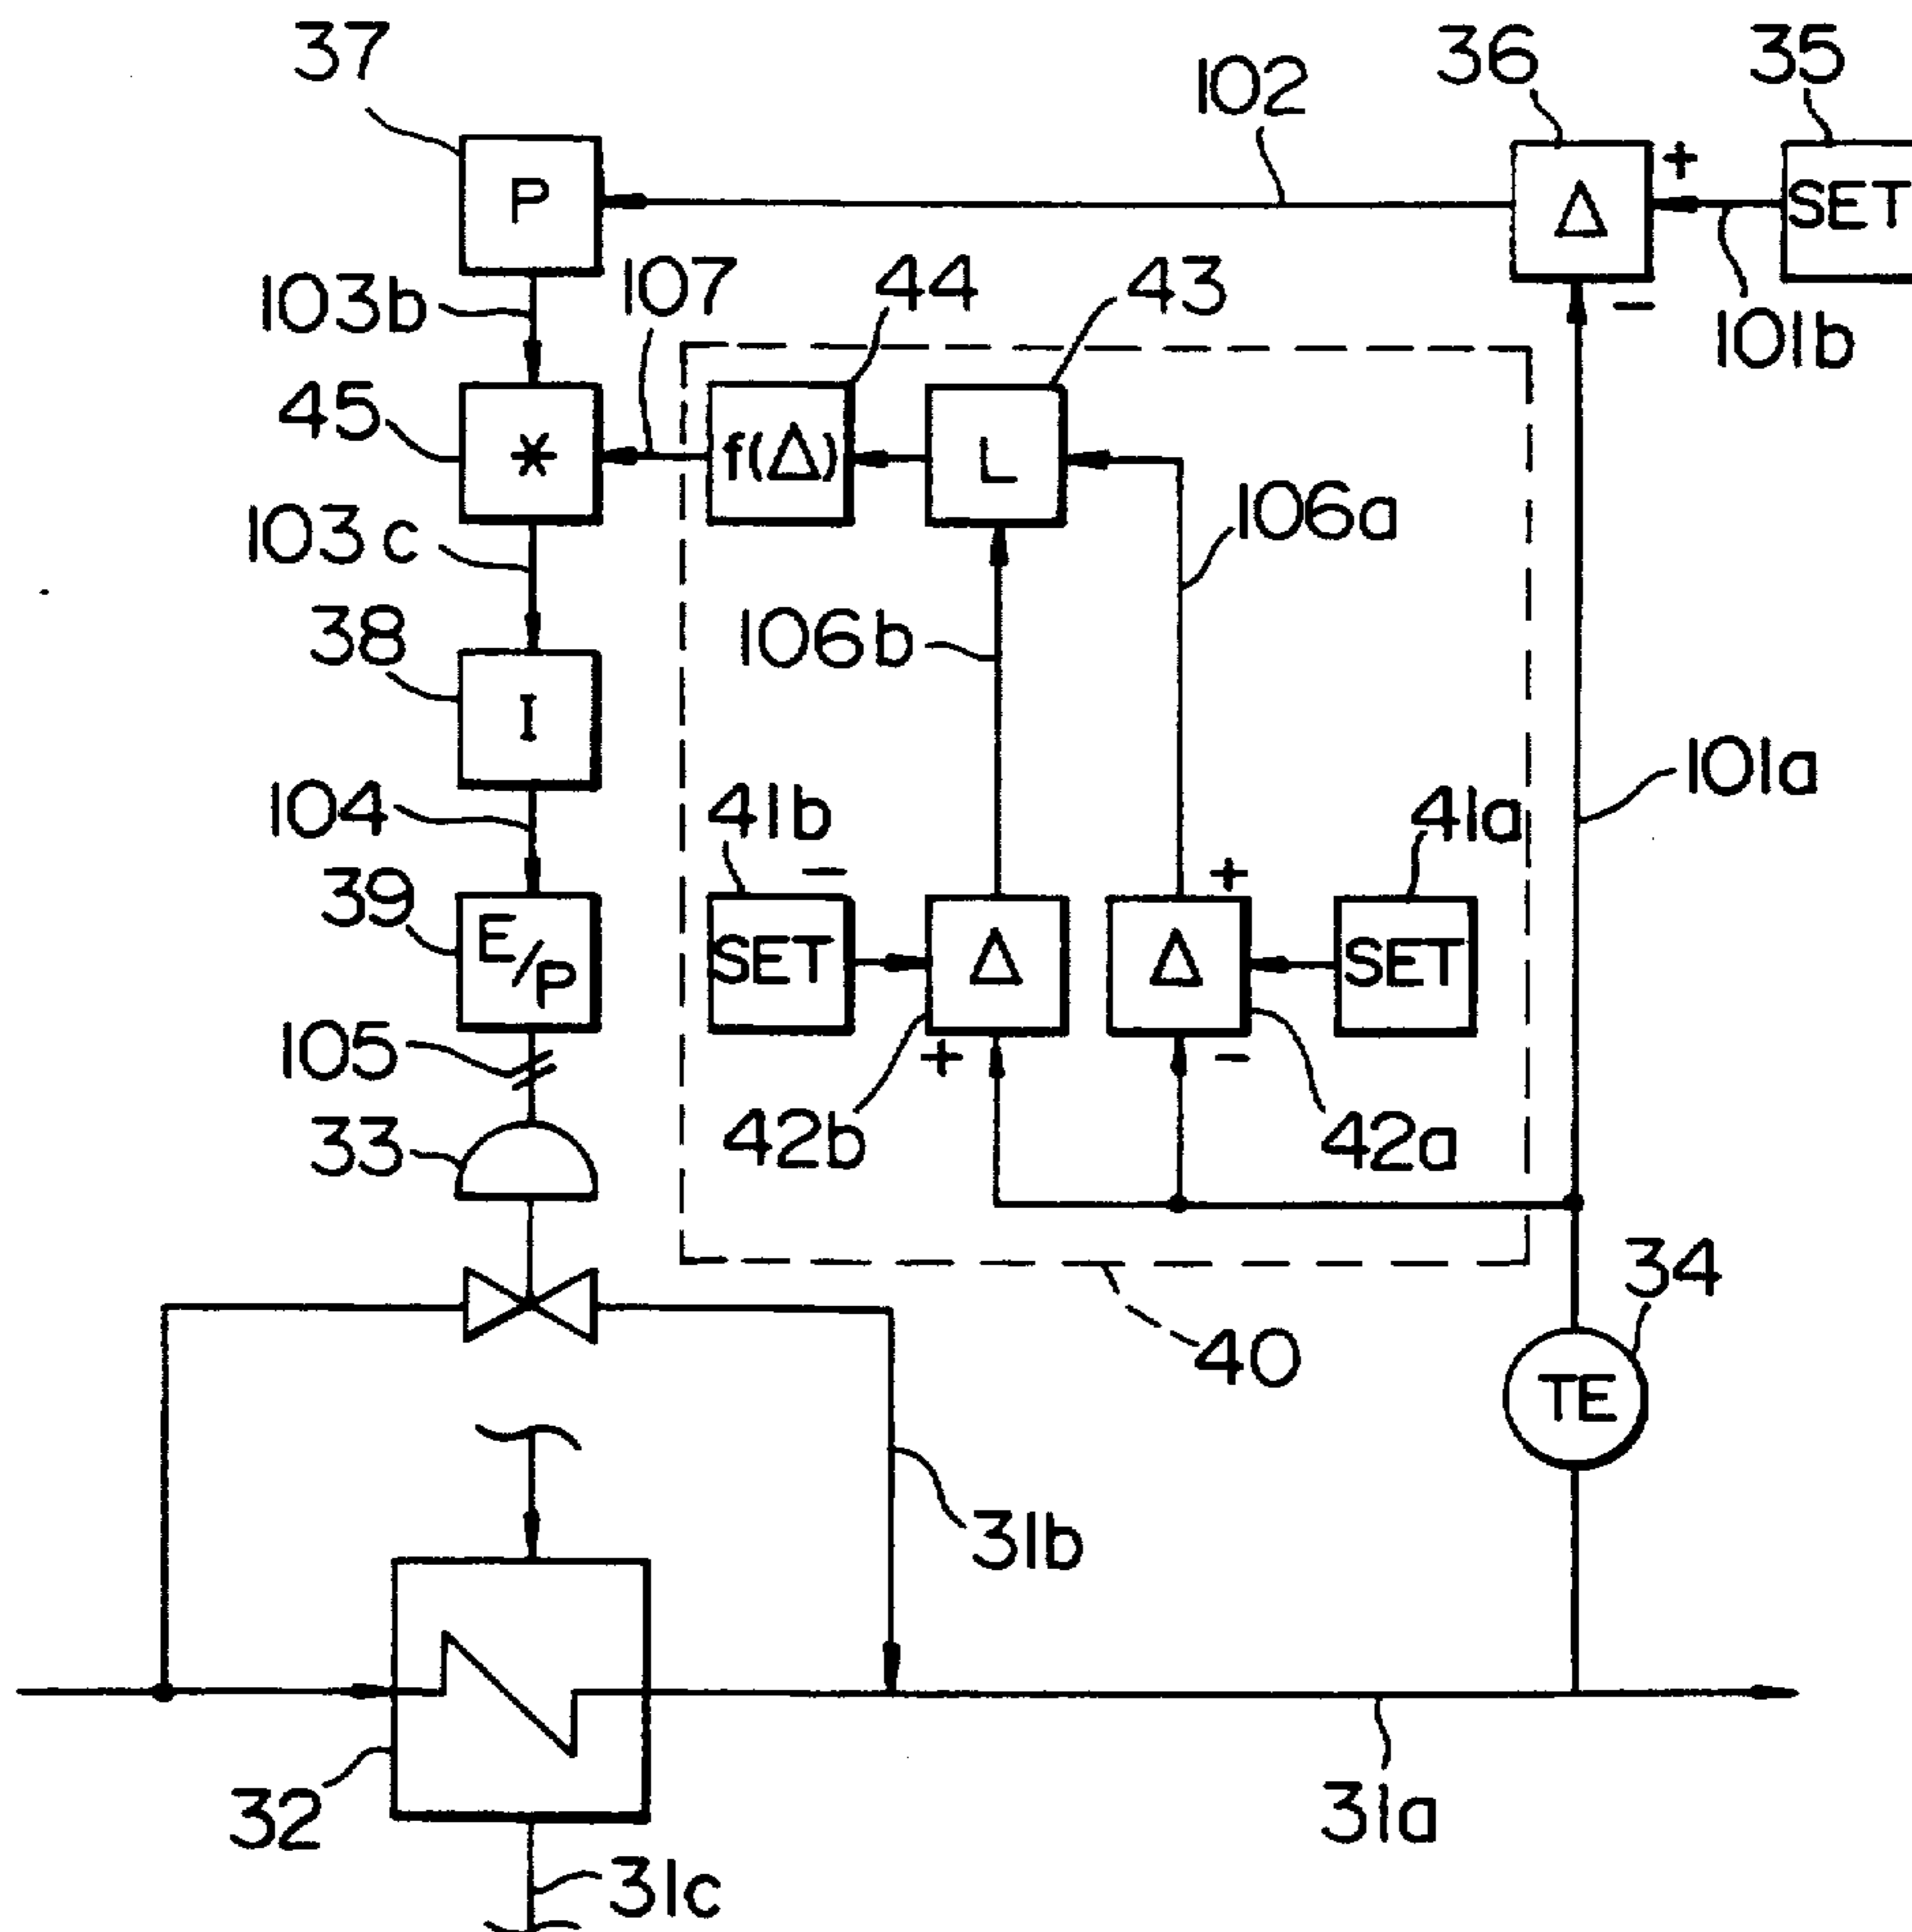 37
102
36
35
P
Δ
+
SET
−
101b
103b
107
44
43
45
*
f(Δ)
L
106a
103c
106b
38
I
101a
104
41b
41a
39
−
+
E/P
SET
Δ
Δ
SET
105
+
−
42b
42a
33
34
40
TE
31b
32
31a
31c